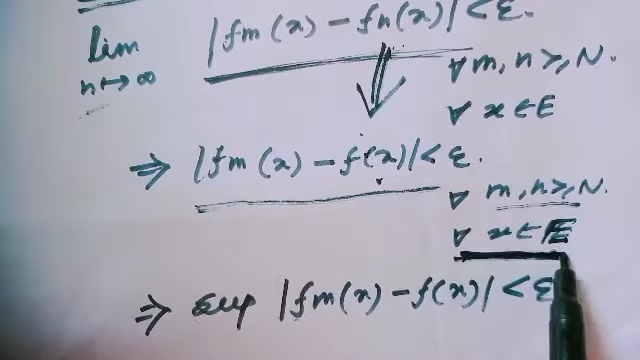 lim |fm(x) - fn(x)| < ε.
n→∞ ∀ m, n ≥, N.
∀ x ∈ E
⇒ |fm(x) - f(x)| < ε.
∀ m, n ≥, N.
∀ x ∈ E
⇒ sup |fm(x) - f(x)| < ε